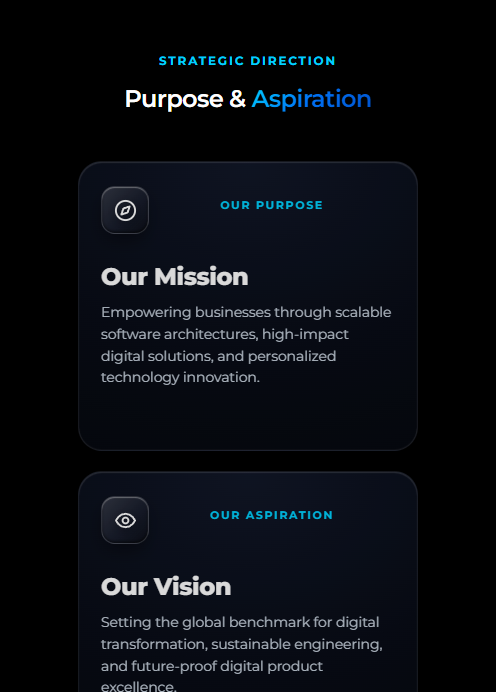 STRATEGIC DIRECTION
Purpose & Aspiration
OUR PURPOSE
Our Mission
Empowering businesses through scalable
software architectures, high-impact
digital solutions, and personalized
technology innovation.
OUR ASPIRATION
Our Vision
Setting the global benchmark for digital
transformation, sustainable engineering,
and future-proof digital product
excellence.